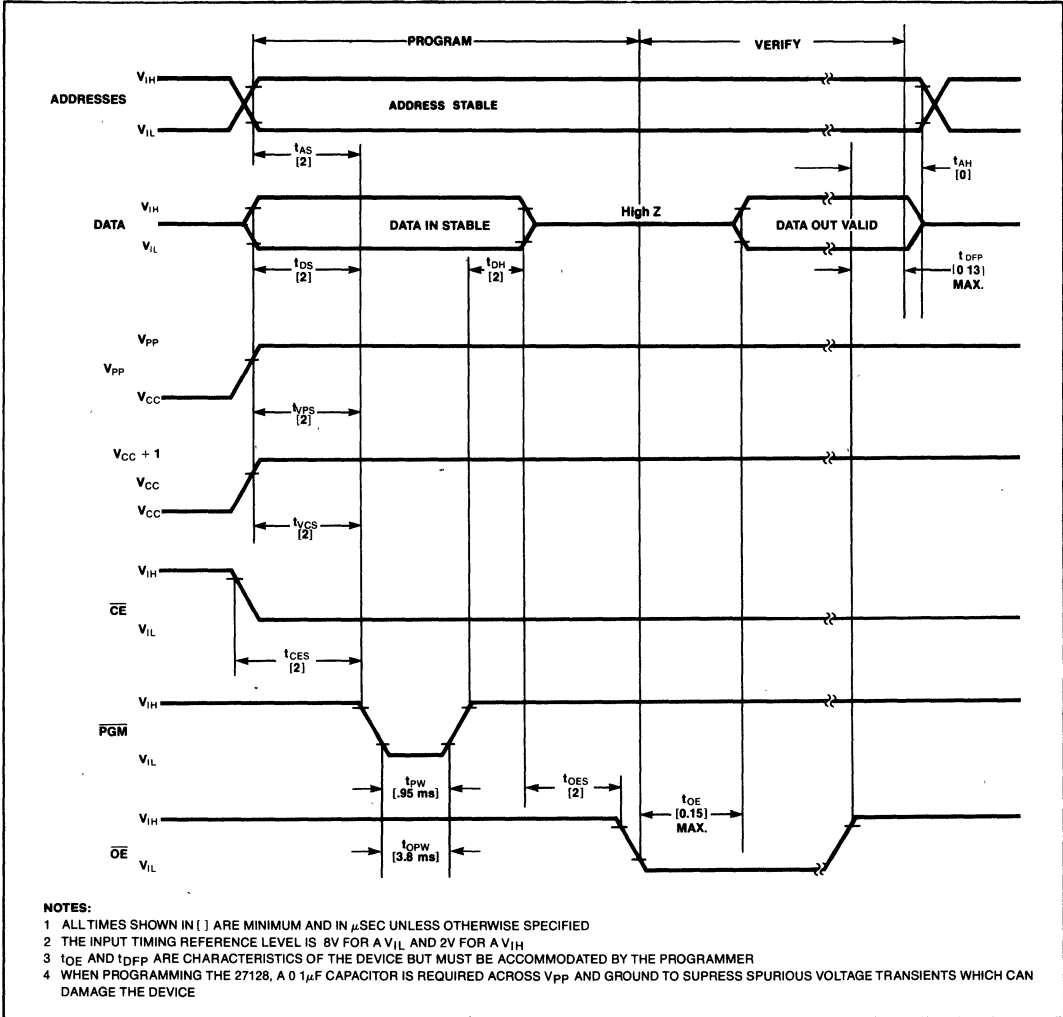 PROGRAM
VERIFY
ADDRESSES
VIH
VIL
ADDRESS STABLE
tAS
[2]
tAH
[0]
DATA
VIH
VIL
DATA IN STABLE
High Z
DATA OUT VALID
tDS
[2]
tDH
[2]
tDFP
[0 13]
MAX.
VPP
VPP
VCC
tVPS
[2]
VCC + 1
VCC
VCC
tVCS
[2]
VIH
CE
VIL
tCES
[2]
VIH
PGM
VIL
tPW
[.95 ms]
tOES
[2]
tOE
[0.15]
MAX.
VIH
OE
VIL
tOPW
[3.8 ms]
NOTES:
1 ALL TIMES SHOWN IN [ ] ARE MINIMUM AND IN μSEC UNLESS OTHERWISE SPECIFIED
2 THE INPUT TIMING REFERENCE LEVEL IS 8V FOR A VIL AND 2V FOR A VIH
3 tOE AND tDFP ARE CHARACTERISTICS OF THE DEVICE BUT MUST BE ACCOMMODATED BY THE PROGRAMMER
4 WHEN PROGRAMMING THE 27128, A 0 1μF CAPACITOR IS REQUIRED ACROSS VPP AND GROUND TO SUPRESS SPURIOUS VOLTAGE TRANSIENTS WHICH CAN
DAMAGE THE DEVICE